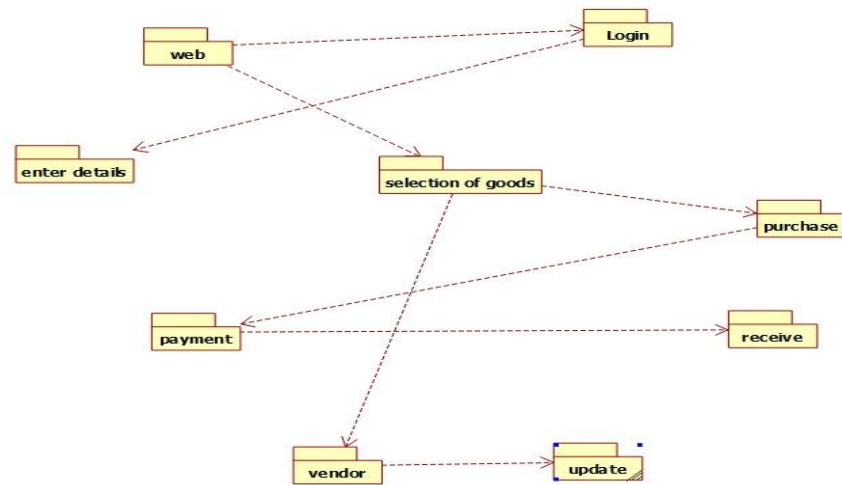 web
Login
enter details
selection of goods
purchase
payment
receive
vendor
update